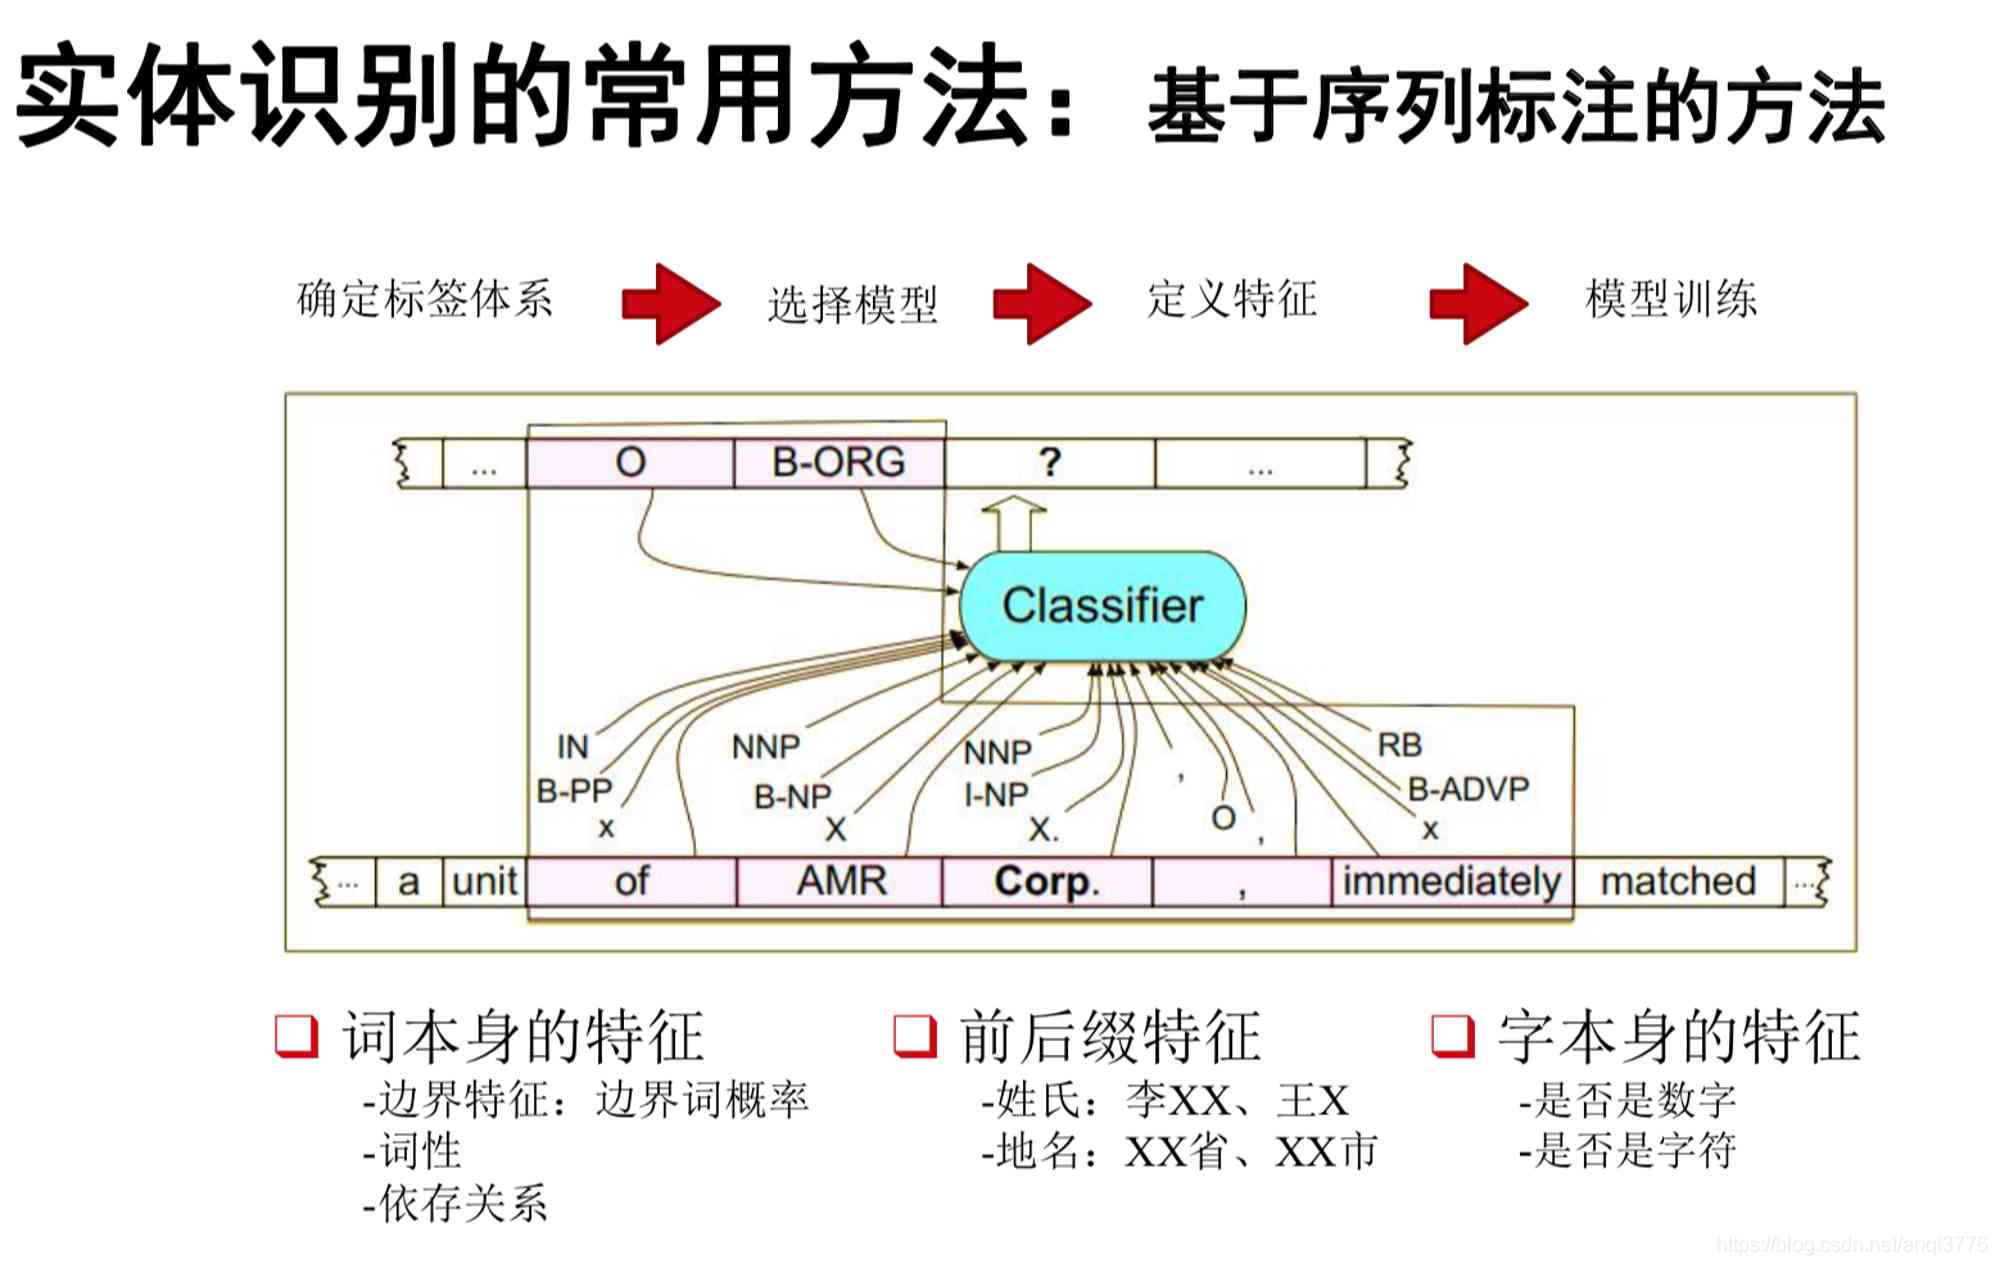 实体识别的常用方法：基于序列标注的方法
确定标签体系 选择模型 定义特征 模型训练
... O B-ORG ? ...
Classifier
IN NNP NNP , RB
B-PP B-NP I-NP O B-ADVP
x X X. , x
... a unit of AMR Corp. , immediately matched ...
词本身的特征
-边界特征：边界词概率
-词性
-依存关系
前后缀特征
-姓氏：李XX、王X
-地名：XX省、XX市
字本身的特征
-是否是数字
-是否是字符
https://blog.csdn.net/anqi3776